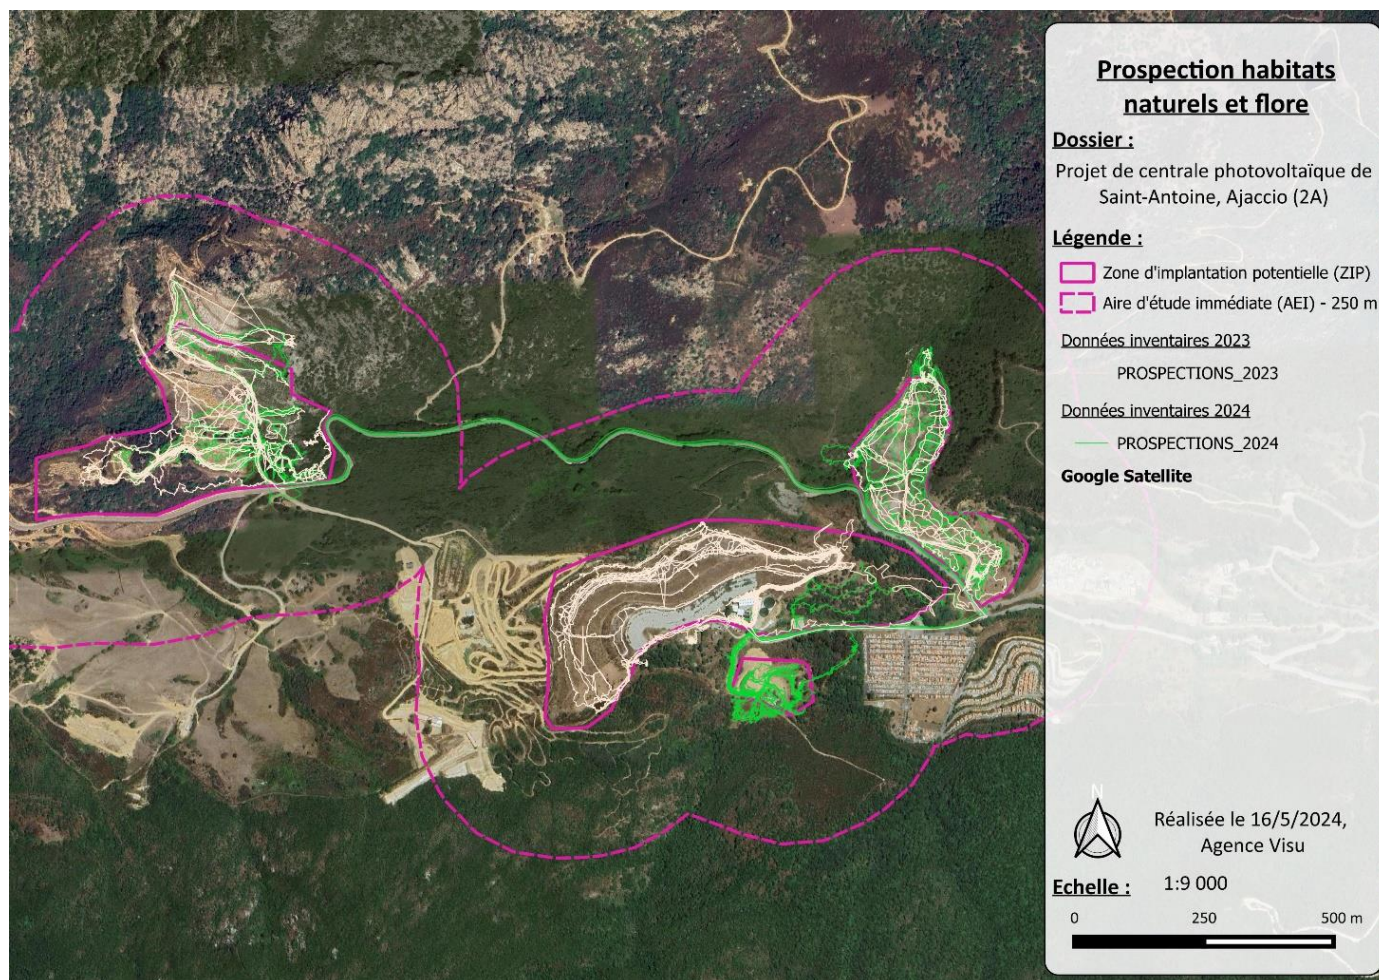 Prospection habitats
naturels et flore
Dossier :
Projet de centrale photovoltaïque de
Saint-Antoine, Ajaccio (2A)
Légende :
Zone d'implantation potentielle (ZIP)
Aire d'étude immédiate (AEI) - 250 m
Données inventaires 2023
PROSPECTIONS_2023
Données inventaires 2024
PROSPECTIONS_2024
Google Satellite
N
Réalisée le 16/5/2024,
Agence Visu
Echelle : 1:9 000
0 250 500 m